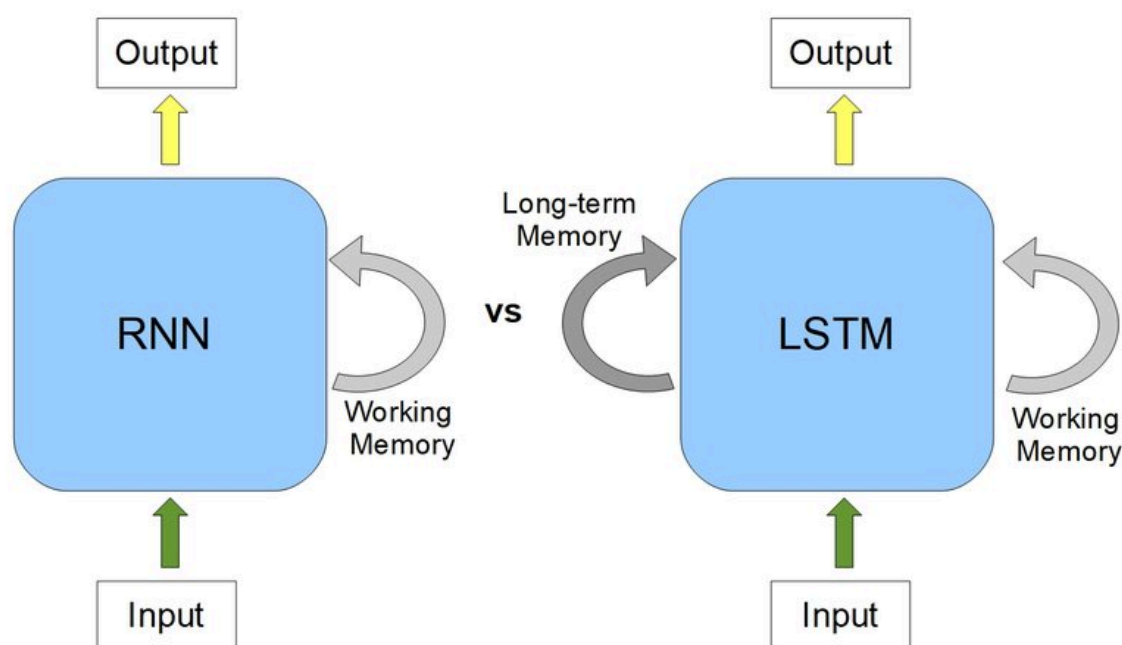 Output
RNN
Working
Memory
Input
vs
Output
Long-term
Memory
LSTM
Working
Memory
Input